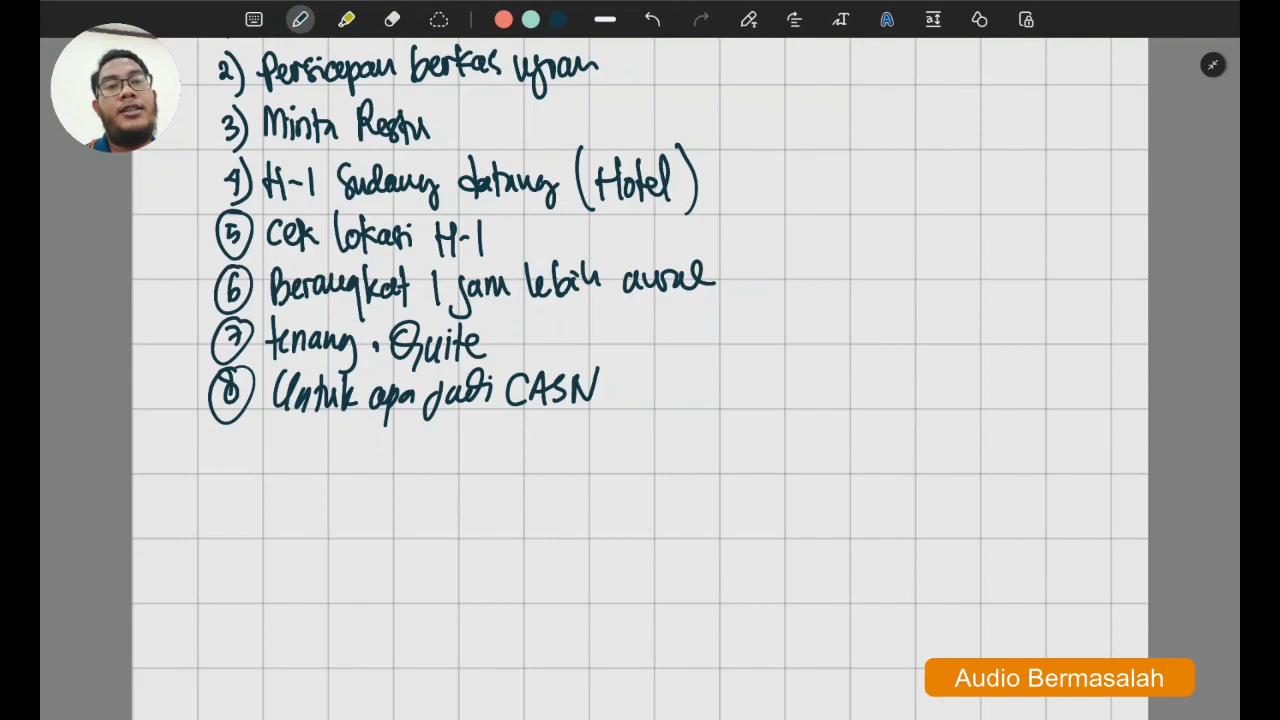 2) Persiapan berkas ujian
3) Minta Restu
4) H-1 Sudang datang (Hotel)
5 Cek lokasi H-1
6 Berangkat 1 jam lebih awal
7 tenang. Quite
8 Untuk apa jadi CASN
Audio Bermasalah